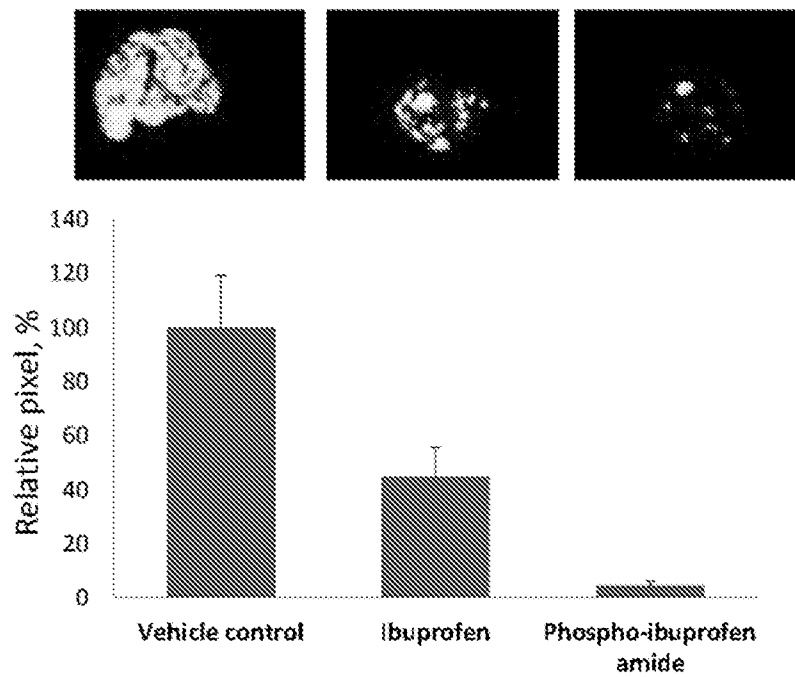 140
120
100
80
60
40
20
0
Relative pixel, %
Vehicle control
Ibuprofen
Phospho-ibuprofen
amide